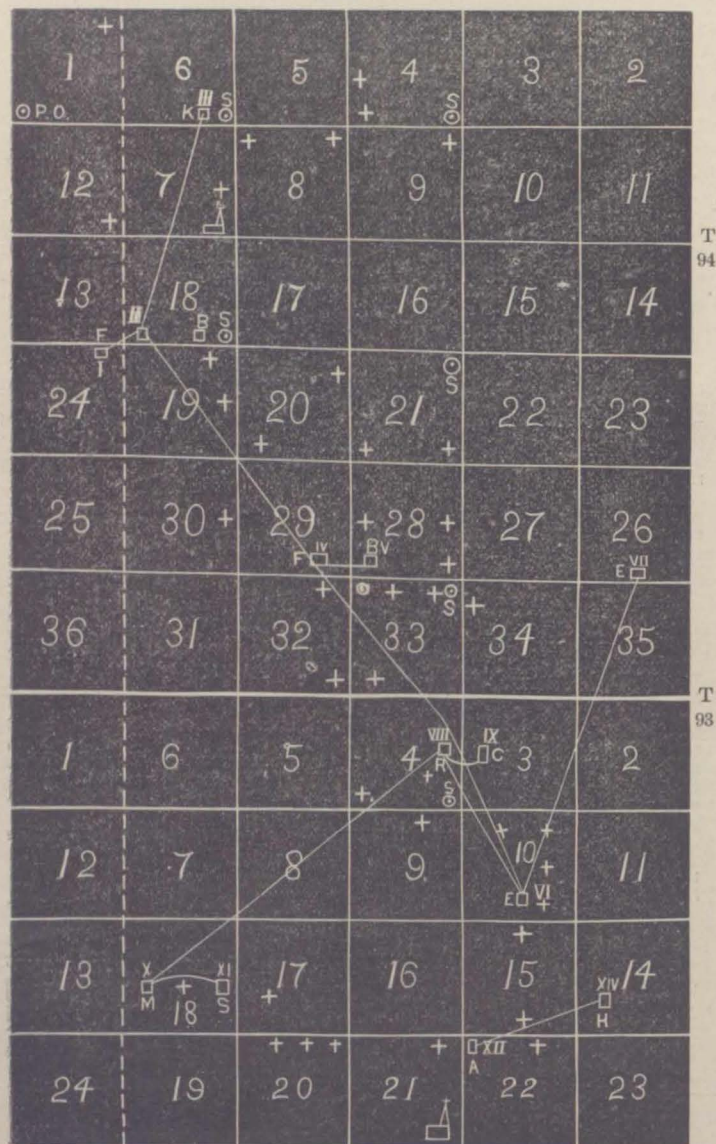 1 6 5 4 3 2
P.O. K III S S
12 7 8 9 10 11
T
94
13 18 17 16 15 14
F II B S
I S
24 19 20 21 22 23
25 30 29 28 27 26
F IV B V E VII
S
36 31 32 33 34 35
T
93
1 6 5 4 3 2
VIII IX
R C
S
12 7 8 9 10 11
E VI
13 18 17 16 15 14
X XI XIV
M S H
24 19 20 21 22 23
A XII